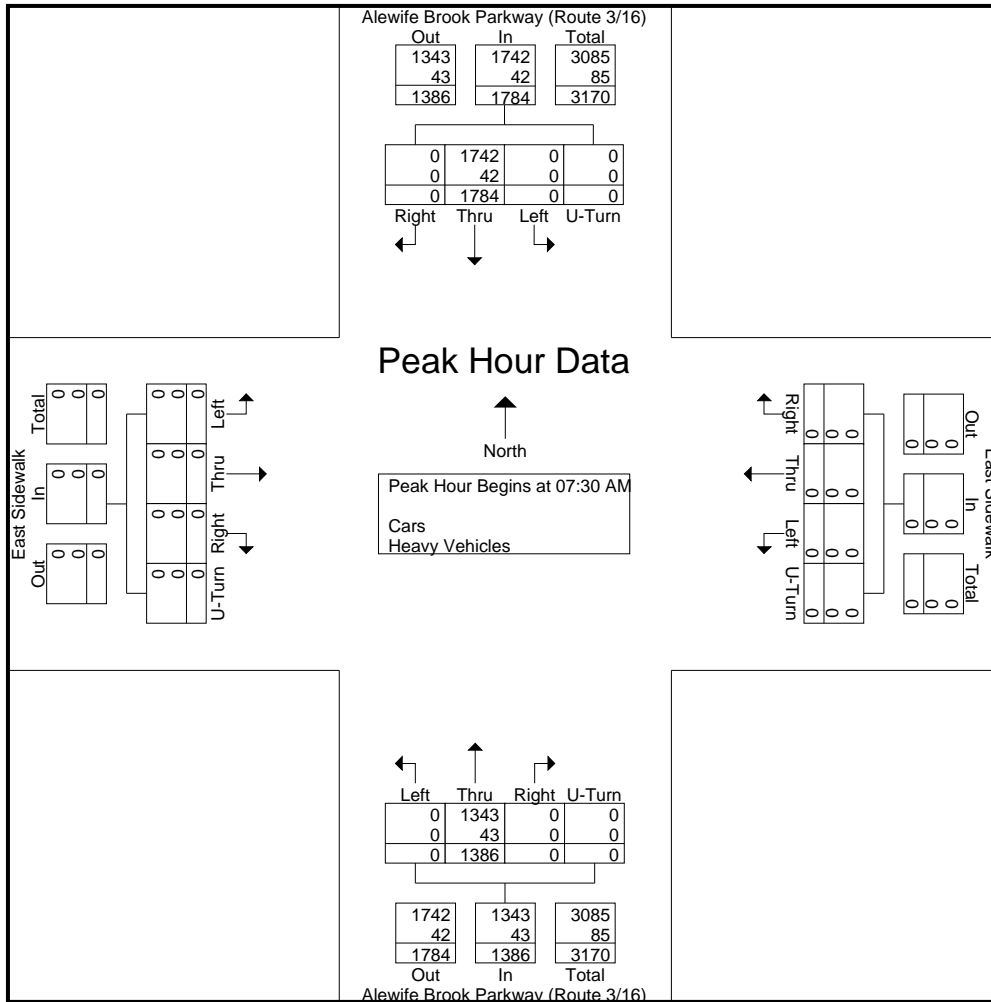 Alewife Brook Parkway (Route 3/16)
Out In Total
1343 1742 3085
43 42 85
1386 1784 3170
0 1742 0 0
0 42 0 0
0 1784 0 0
Right Thru Left U-Turn
Peak Hour Data
North
Peak Hour Begins at 07:30 AM
Cars
Heavy Vehicles
East Sidewalk
Out In Total
0 0 0
0 0 0
0 0 0
U-Turn Right Thru Left
0 0 0 0
0 0 0 0
0 0 0 0
East Sidewalk
Out In Total
0 0 0
0 0 0
0 0 0
Right Thru Left U-Turn
0 0 0 0
0 0 0 0
0 0 0 0
Left Thru Right U-Turn
0 1343 0 0
0 43 0 0
0 1386 0 0
1742 1343 3085
42 43 85
1784 1386 3170
Out In Total
Alewife Brook Parkway (Route 3/16)